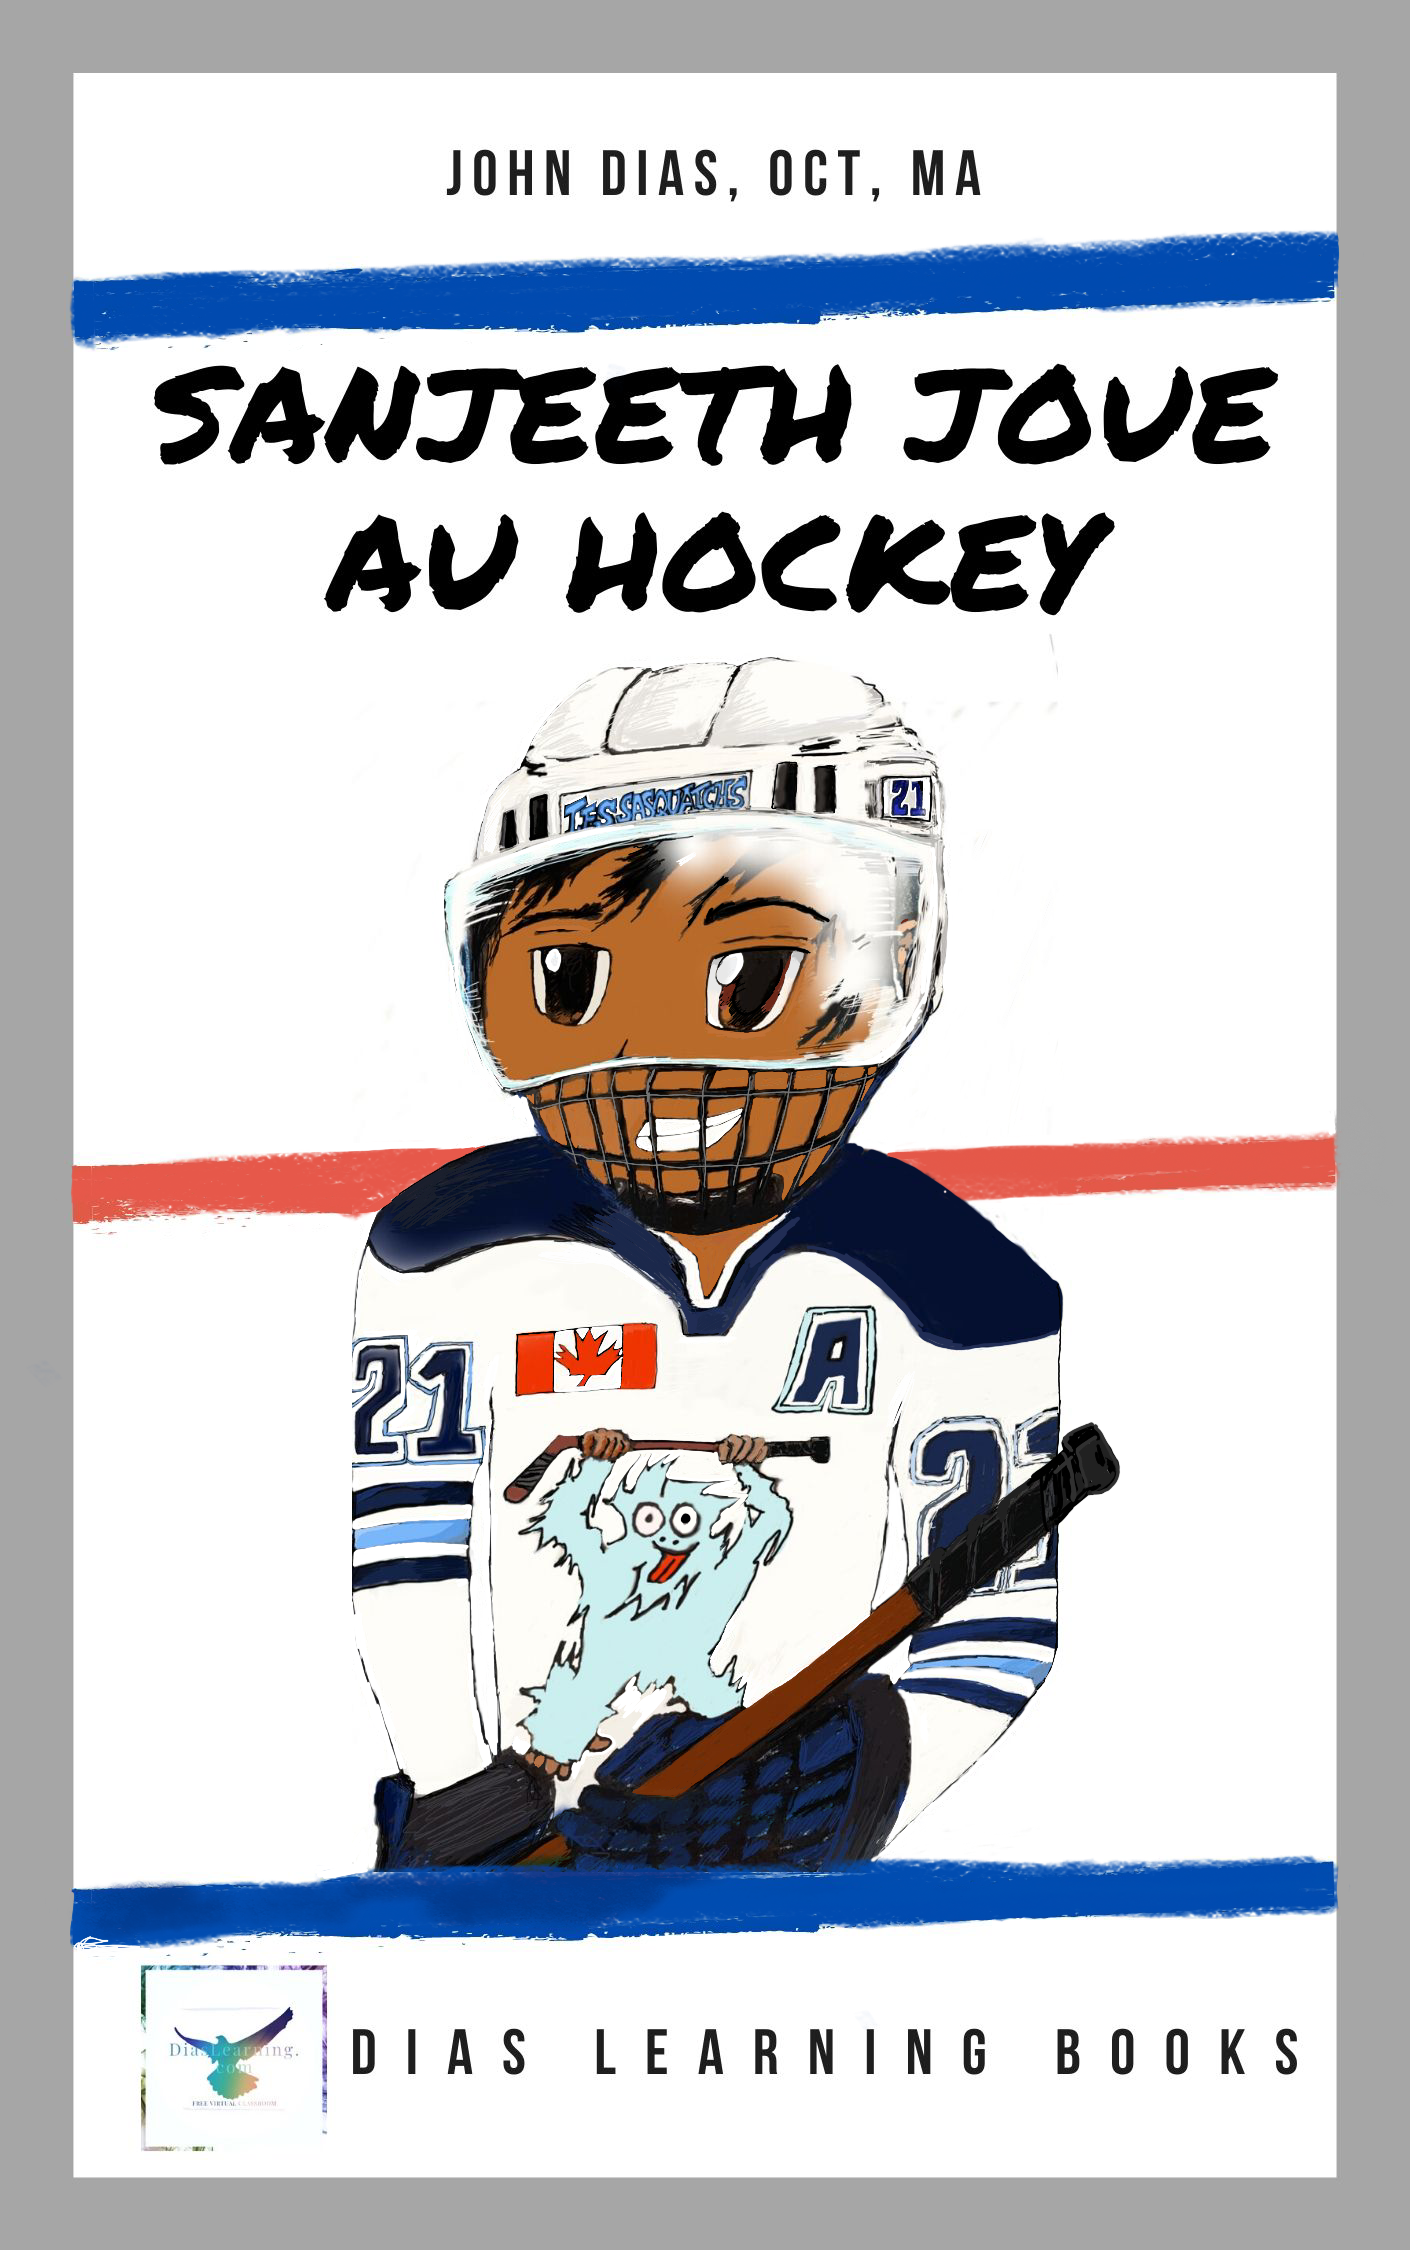 JOHN DIAS, OCT, MA
SANJEETH JOUE
AU HOCKEY
LES SASQUATCHS
21
A
21
21
DiasLearning.
com
FREE VIRTUAL CLASSROOM
DIAS LEARNING BOOKS